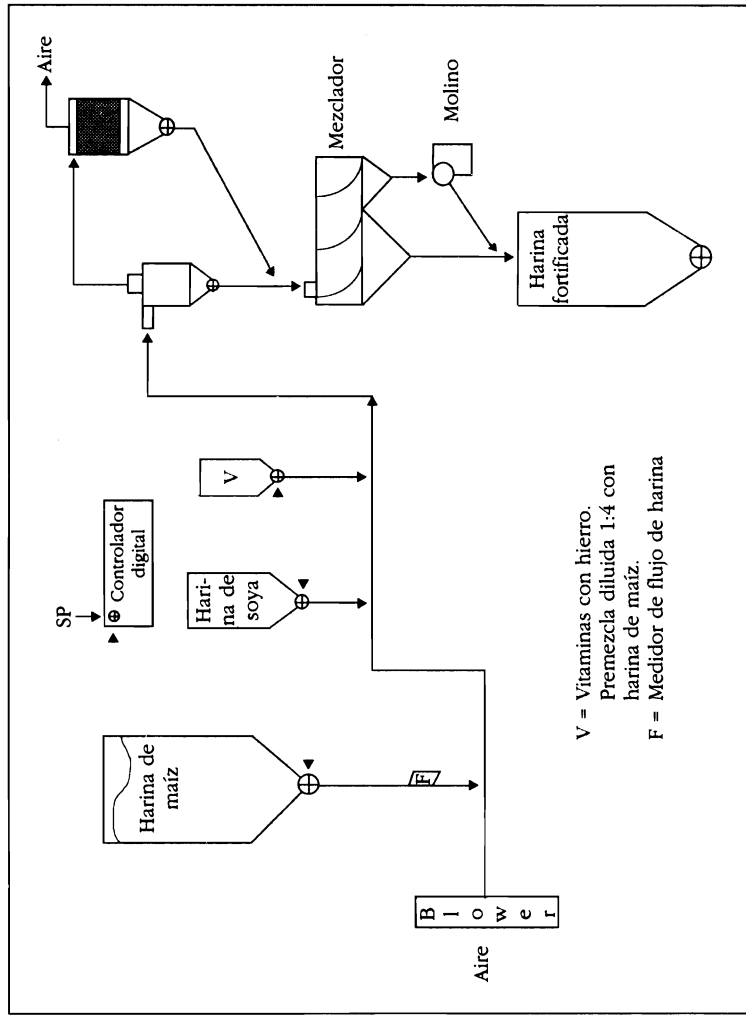 Aire
SP
Controlador
digital
Harina de
maíz
Hari-
na de
soya
V
F
Mezclador
Molino
Harina
fortificada
Blower
Aire
V = Vitaminas con hierro.
Premezcla diluida 1:4 con
harina de maíz.
F = Medidor de flujo de harina